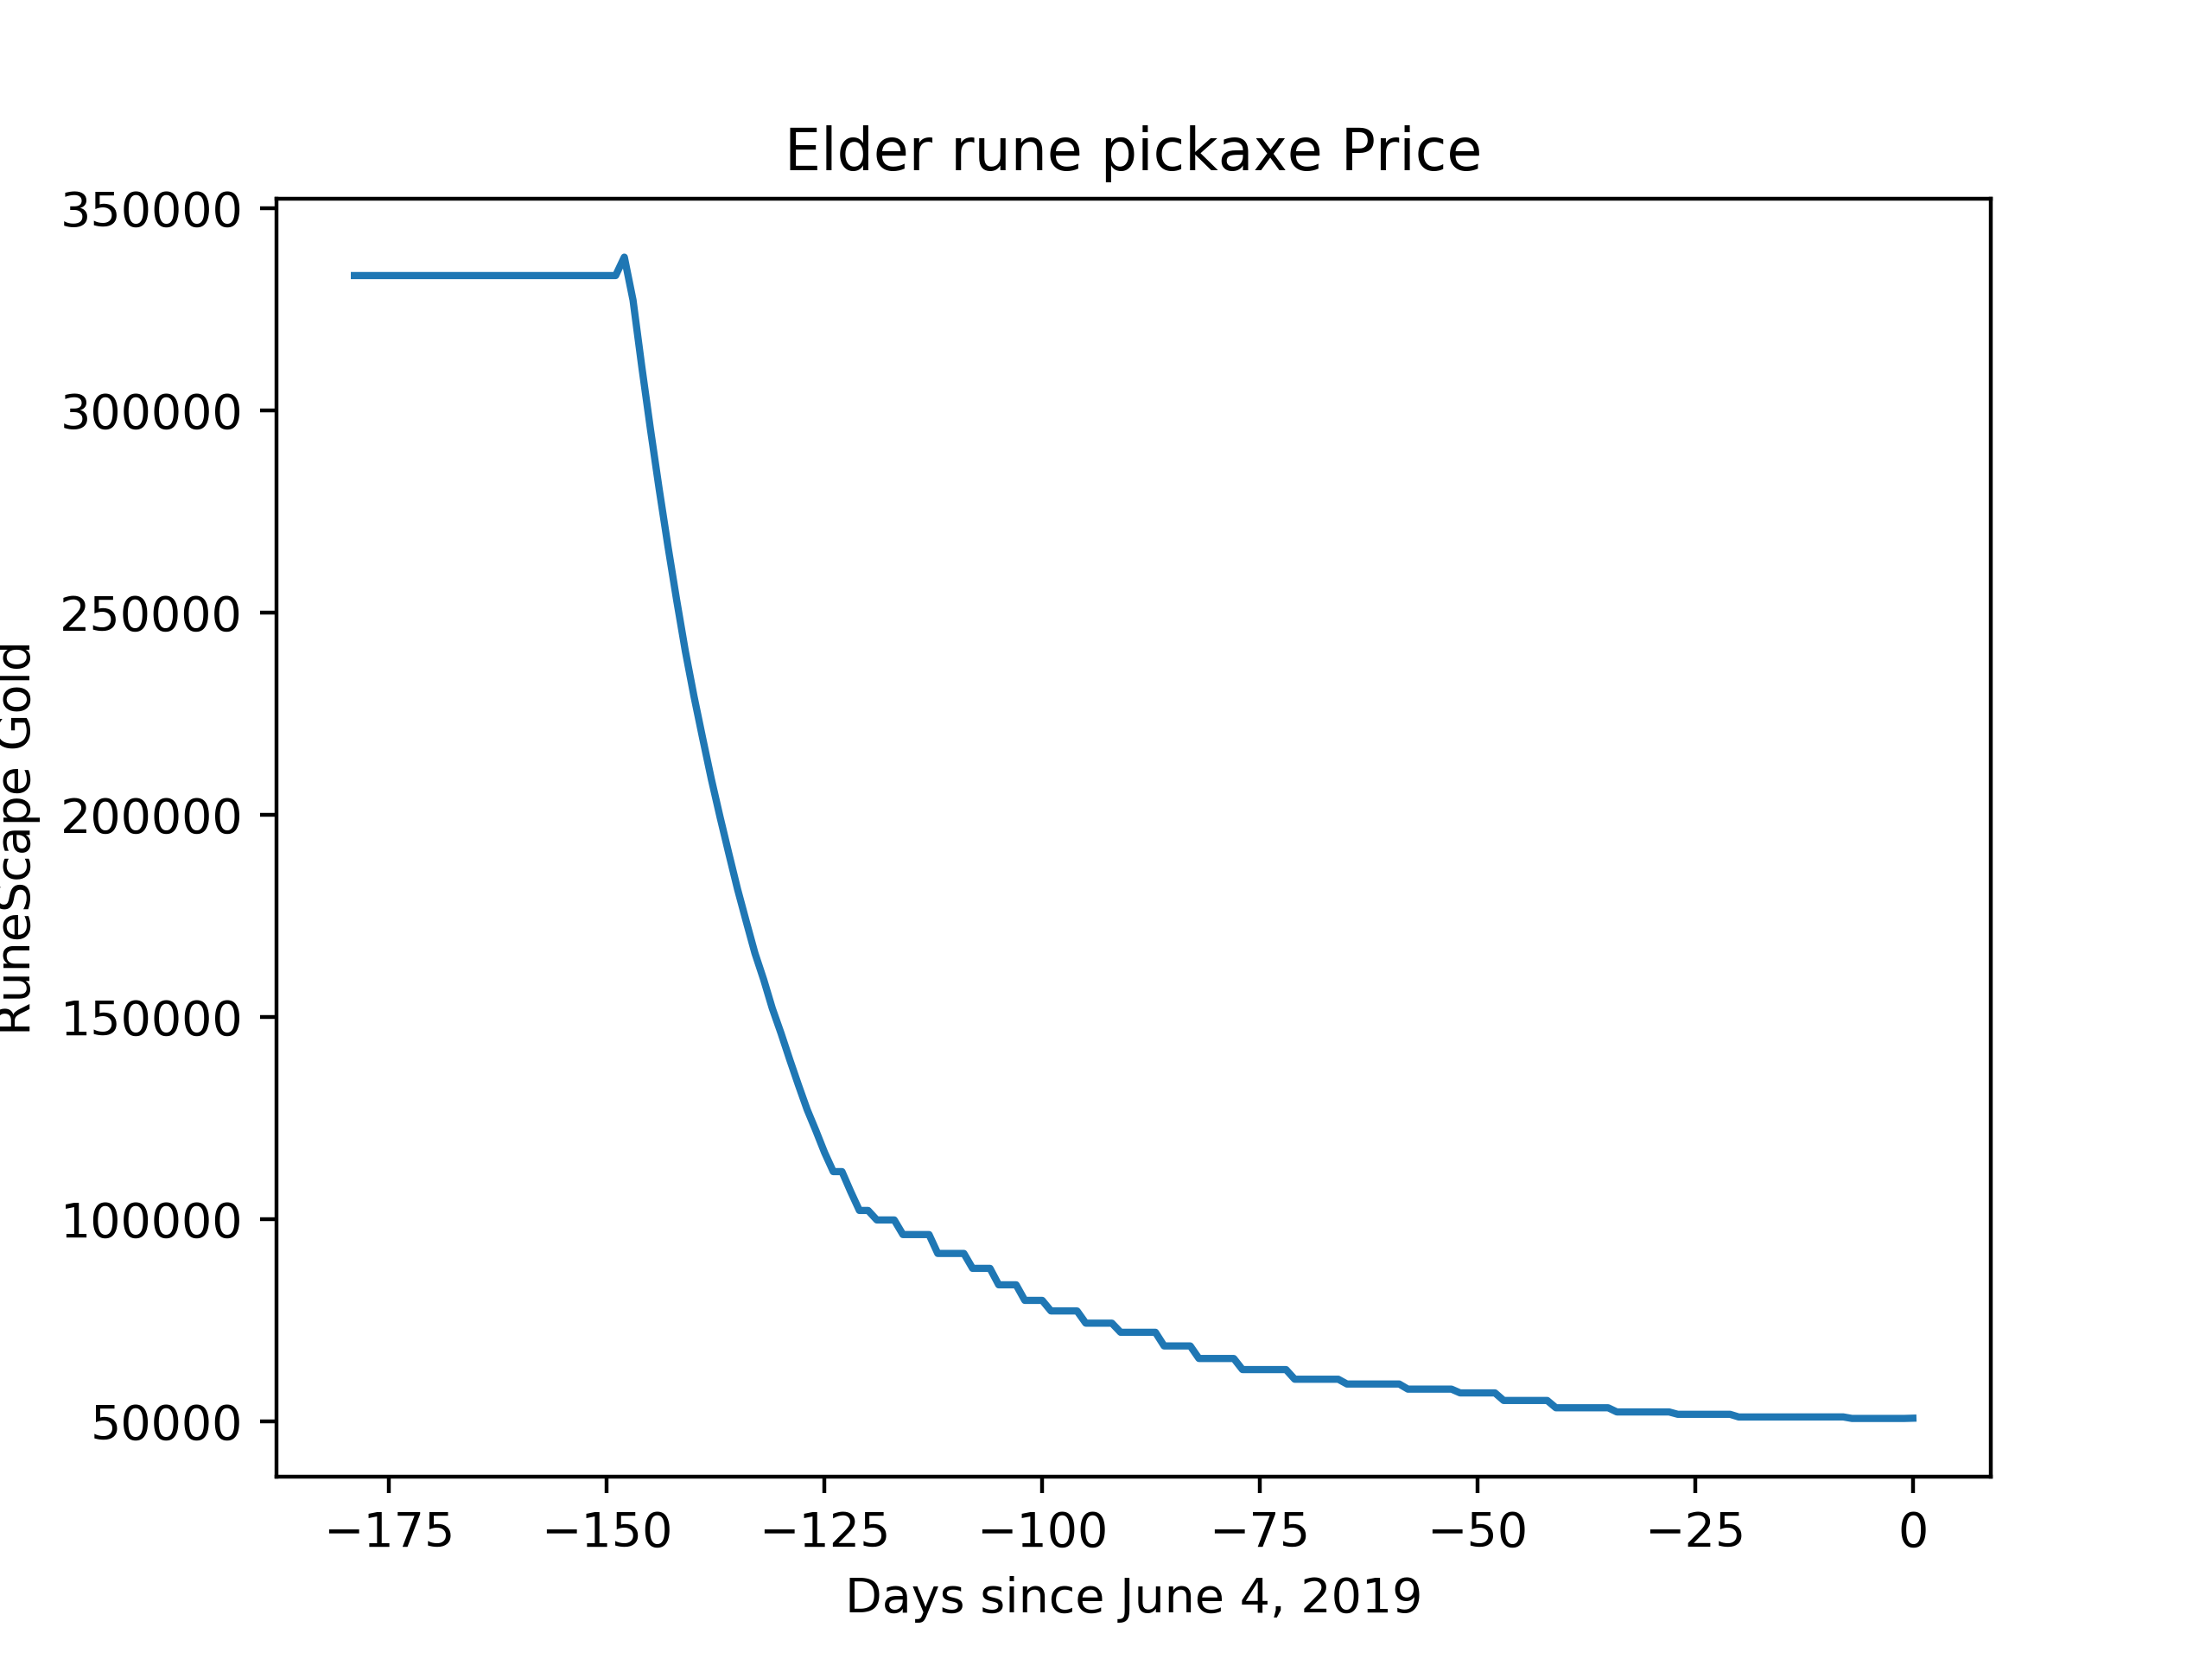 Elder rune pickaxe Price
350000
300000
250000
200000
150000
100000
50000
RuneScape Gold
−175 −150 −125 −100 −75 −50 −25 0
Days since June 4, 2019